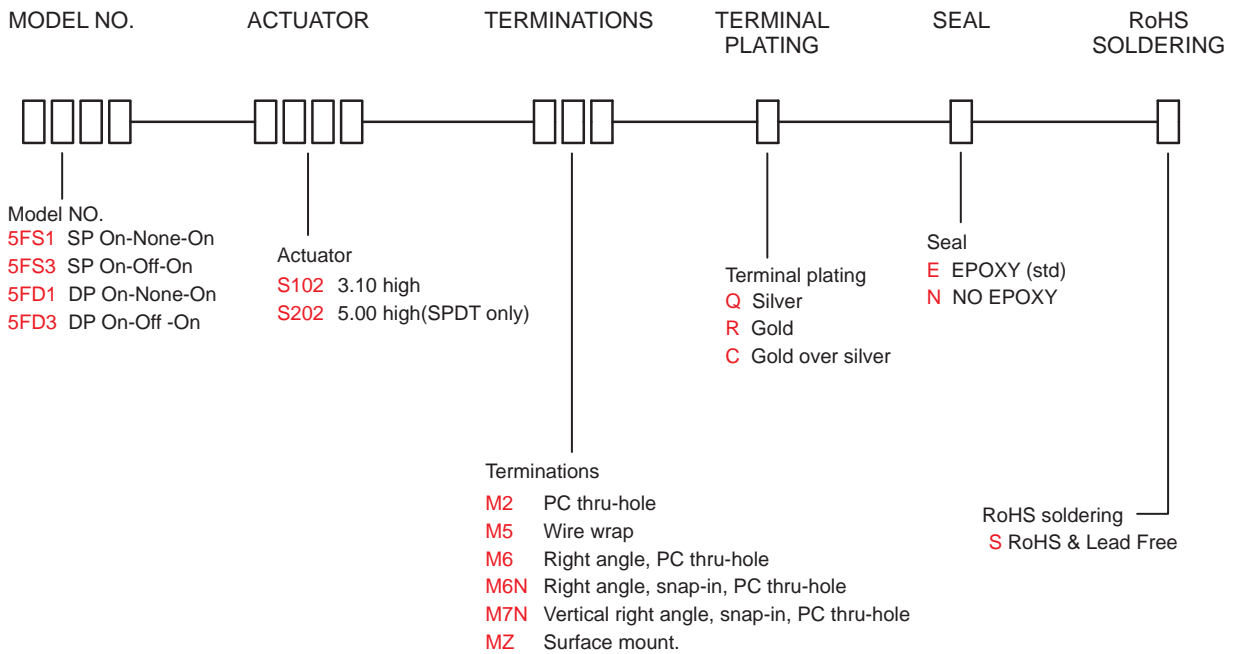 MODEL NO. ACTUATOR TERMINATIONS TERMINAL PLATING SEAL RoHS SOLDERING
Model NO.
5FS1 SP On-None-On
5FS3 SP On-Off-On
5FD1 DP On-None-On
5FD3 DP On-Off -On
Actuator
S102 3.10 high
S202 5.00 high(SPDT only)
Terminations
M2 PC thru-hole
M5 Wire wrap
M6 Right angle, PC thru-hole
M6N Right angle, snap-in, PC thru-hole
M7N Vertical right angle, snap-in, PC thru-hole
MZ Surface mount.
Terminal plating
Q Silver
R Gold
C Gold over silver
Seal
E EPOXY (std)
N NO EPOXY
RoHS soldering
S RoHS & Lead Free